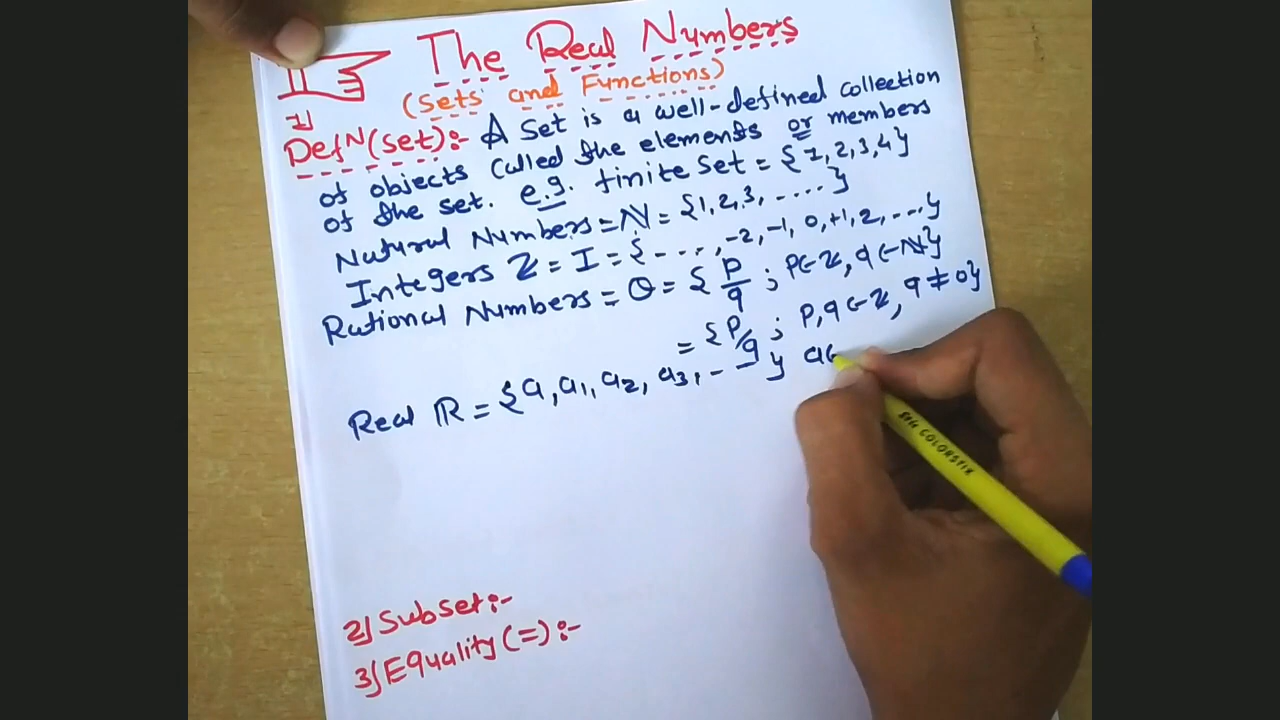 The Real Numbers
(Sets and Functions)
1)
Defᴺ(Set):- A Set is a well-defined collection
of objects called the elements or members
of the set. e.g. finite Set = {1, 2, 3, 4}
Natural Numbers = N = {1, 2, 3, .....}
Integers Z = I = {...., -2, -1, 0, +1, 2, ....}
Rational Numbers = Q = {p/q ; p∈Z, q∈N}
= {p/q ; p, q∈Z, q≠0}
Real ℝ = {a, a₁, a₂, a₃, - - -} a∈
2) Subset:-
3) Equality (=):-
COLORSTIX